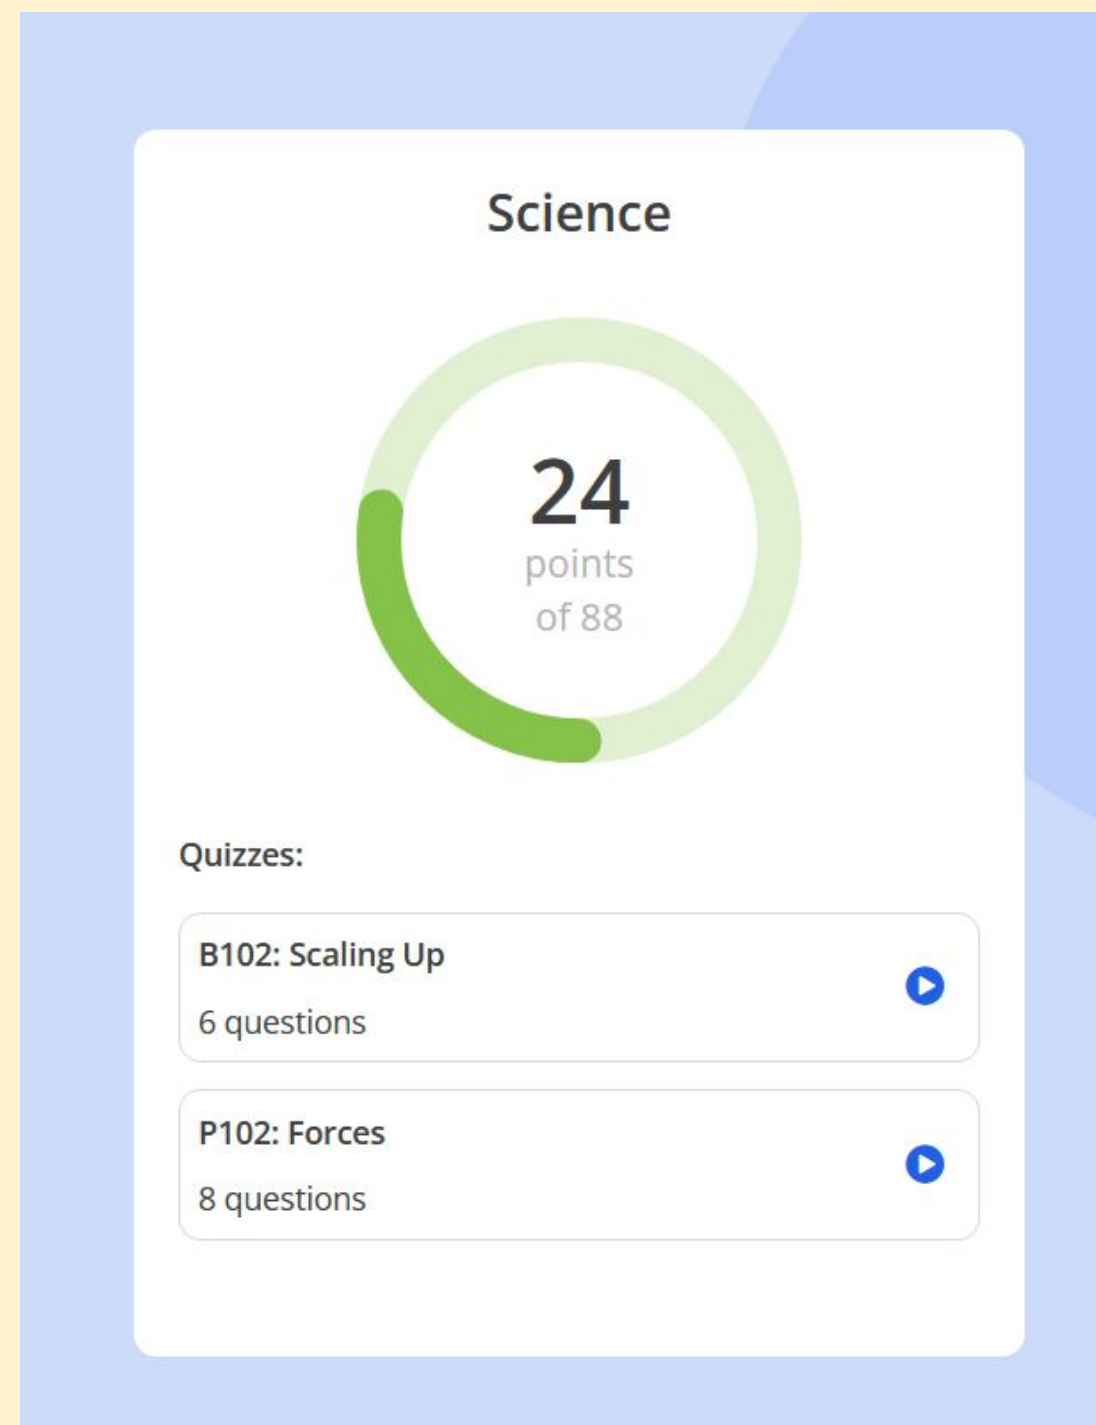 Science
24
points
of 88
Quizzes:
B102: Scaling Up
6 questions
P102: Forces
8 questions